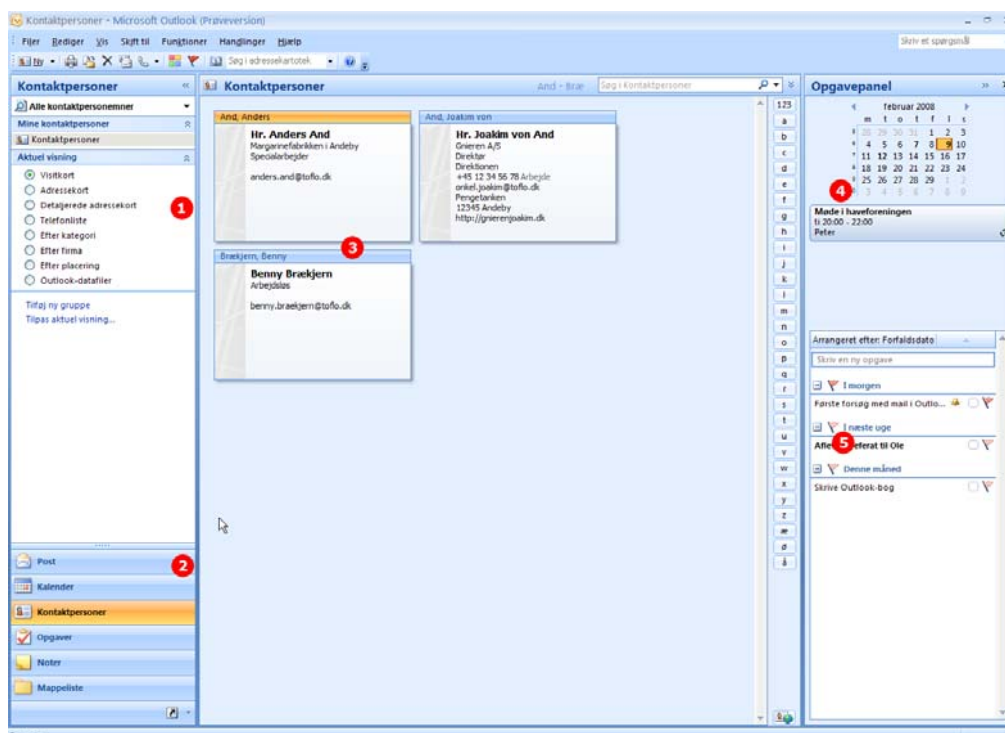 Kontaktpersoner - Microsoft Outlook (Prøveversion)
Filer Rediger Vis Skift til Funktioner Handlinger Hjælp
Skriv et spørgsmål
Ny
Søg i adressekartotek
Kontaktpersoner «
Alle kontaktpersonemner
Mine kontaktpersoner
Kontaktpersoner
Aktuel visning
Visitkort
Adressekort
Detaljerede adressekort
1
Telefonliste
Efter kategori
Efter firma
Efter placering
Outlook-datafiler
Tilføj ny gruppe
Tilpas aktuel visning...
Post
2
Kalender
Kontaktpersoner
Opgaver
Noter
Mappeliste
Kontaktpersoner
And - Bræ
Søg i Kontaktpersoner
And, Anders
Hr. Anders And
Margarinefabrikken i Andeby
Specialarbejder
anders.and@toflo.dk
And, Joakim von
Hr. Joakim von And
Gnieren A/S
Direktør
Direktionen
+45 12 34 56 78 Arbejde
onkel.joakim@toflo.dk
Pengetanken
12345 Andeby
http://gnierenjoakim.dk
3
Brækjern, Benny
Benny Brækjern
Arbejdsløs
benny.braekjern@toflo.dk
123
a
b
c
d
e
f
g
h
i
j
k
l
m
n
o
p
q
r
s
t
u
v
w
x
y
z
æ
ø
å
Opgavepanel »
februar 2008
m t o t f l s
28 29 30 31 1 2 3
4 5 6 7 8 9 10
11 12 13 14 15 16 17
18 19 20 21 22 23 24
25 26 27 28 29 1 2
3 4 5 6 7 8 9
4
Møde i haveforeningen
ti 20:00 - 22:00
Peter
Arrangeret efter: Forfaldsdato
Skriv en ny opgave
I morgen
Første forsøg med mail i Outlo...
I næste uge
5
til Ole
Denne måned
Skrive Outlook-bog